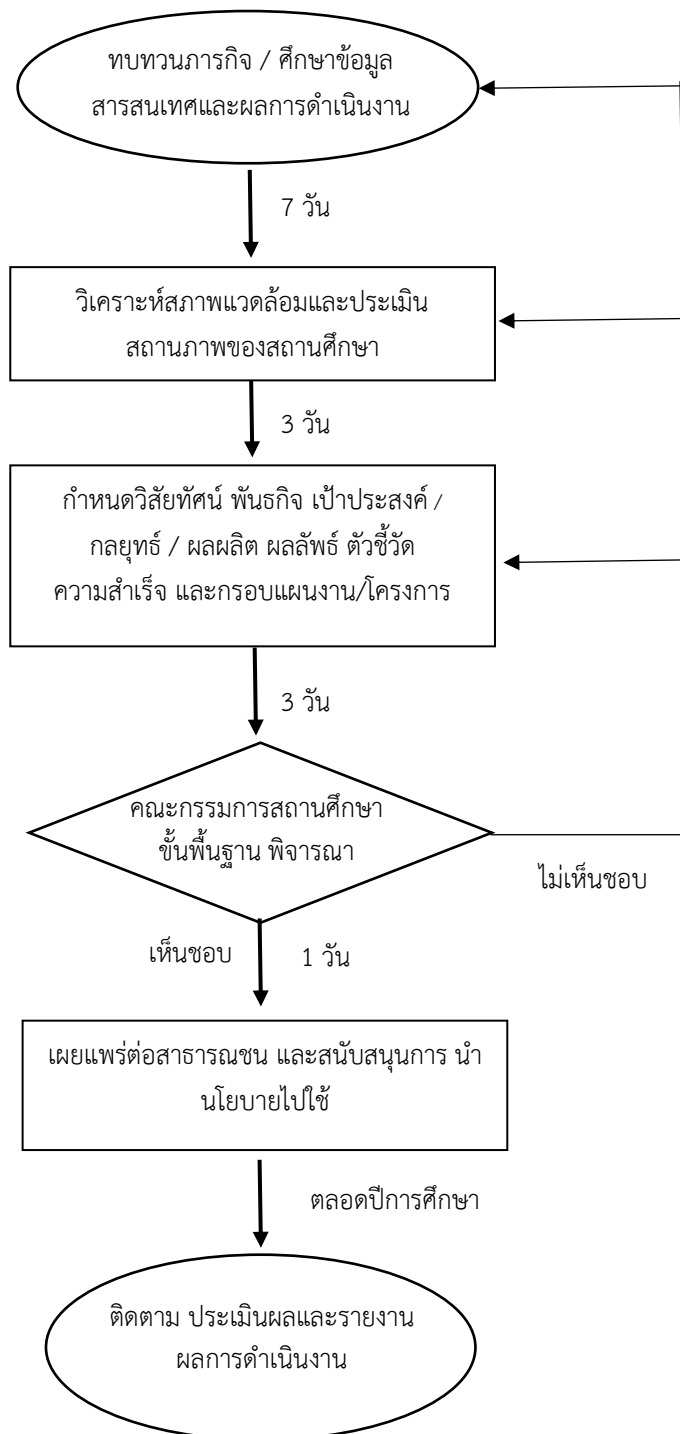 ทบทวนภารกิจ / ศึกษาข้อมูล
สารสนเทศและผลการดำเนินงาน
7 วัน
วิเคราะห์สภาพแวดล้อมและประเมิน
สถานภาพของสถานศึกษา
3 วัน
กำหนดวิสัยทัศน์ พันธกิจ เป้าประสงค์ /
กลยุทธ์ / ผลผลิต ผลลัพธ์ ตัวชี้วัด
ความสำเร็จ และกรอบแผนงาน/โครงการ
3 วัน
คณะกรรมการสถานศึกษา
ขั้นพื้นฐาน พิจารณา
ไม่เห็นชอบ
เห็นชอบ 1 วัน
เผยแพร่ต่อสาธารณชน และสนับสนุนการ นำ
นโยบายไปใช้
ตลอดปีการศึกษา
ติดตาม ประเมินผลและรายงาน
ผลการดำเนินงาน